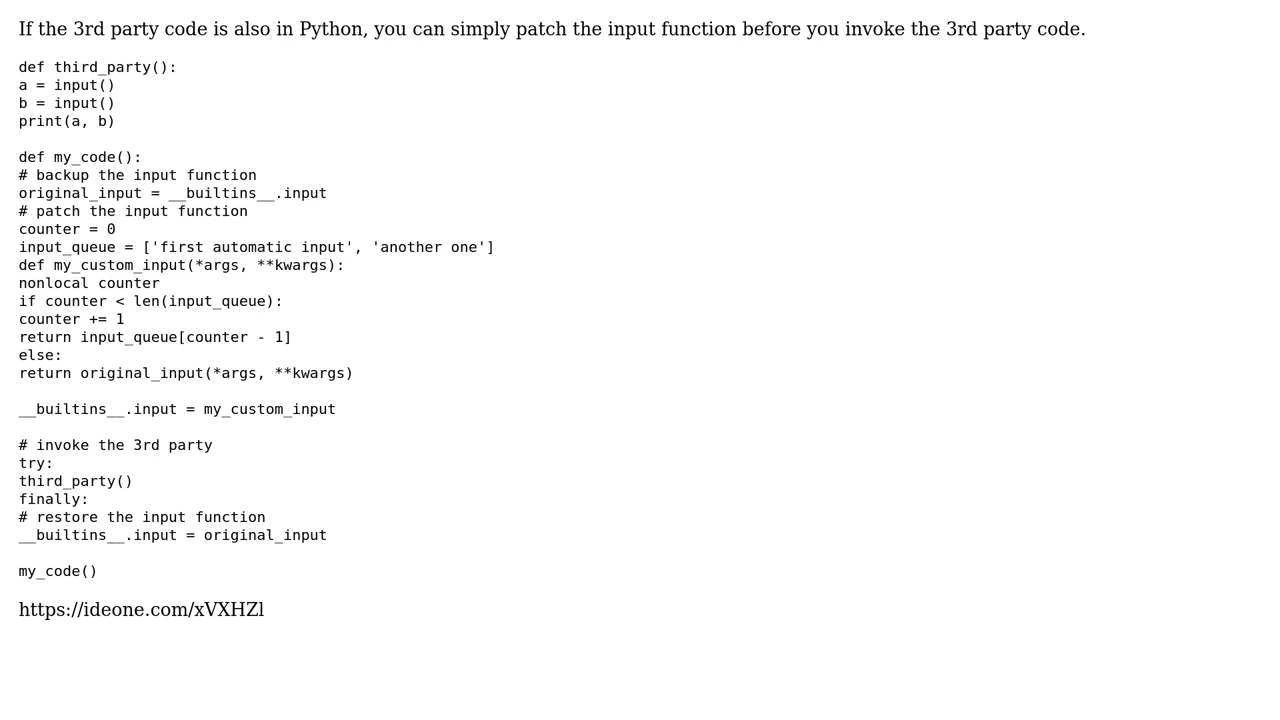 If the 3rd party code is also in Python, you can simply patch the input function before you invoke the 3rd party code.
def third_party():
a = input()
b = input()
print(a, b)

def my_code():
# backup the input function
original_input = __builtins__.input
# patch the input function
counter = 0
input_queue = ['first automatic input', 'another one']
def my_custom_input(*args, **kwargs):
nonlocal counter
if counter < len(input_queue):
counter += 1
return input_queue[counter - 1]
else:
return original_input(*args, **kwargs)

__builtins__.input = my_custom_input

# invoke the 3rd party
try:
third_party()
finally:
# restore the input function
__builtins__.input = original_input

my_code()
https://ideone.com/xVXHZl